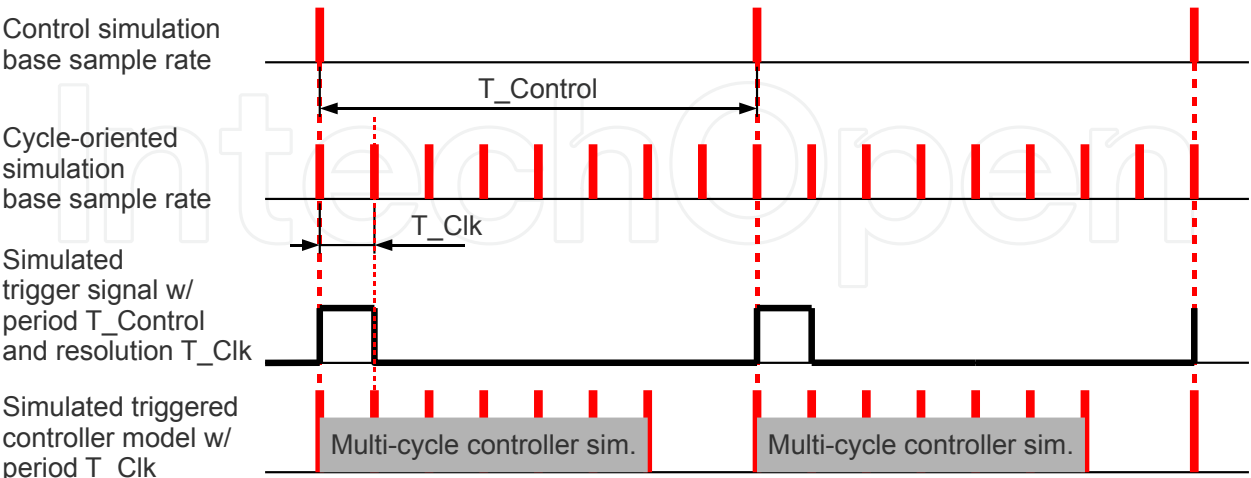 Control simulation
base sample rate
T_Control
Cycle-oriented
simulation
base sample rate
T_Clk
Simulated
trigger signal w/
period T_Control
and resolution T_Clk
Simulated triggered
controller model w/
period T_Clk
Multi-cycle controller sim.
Multi-cycle controller sim.
IntechOpen